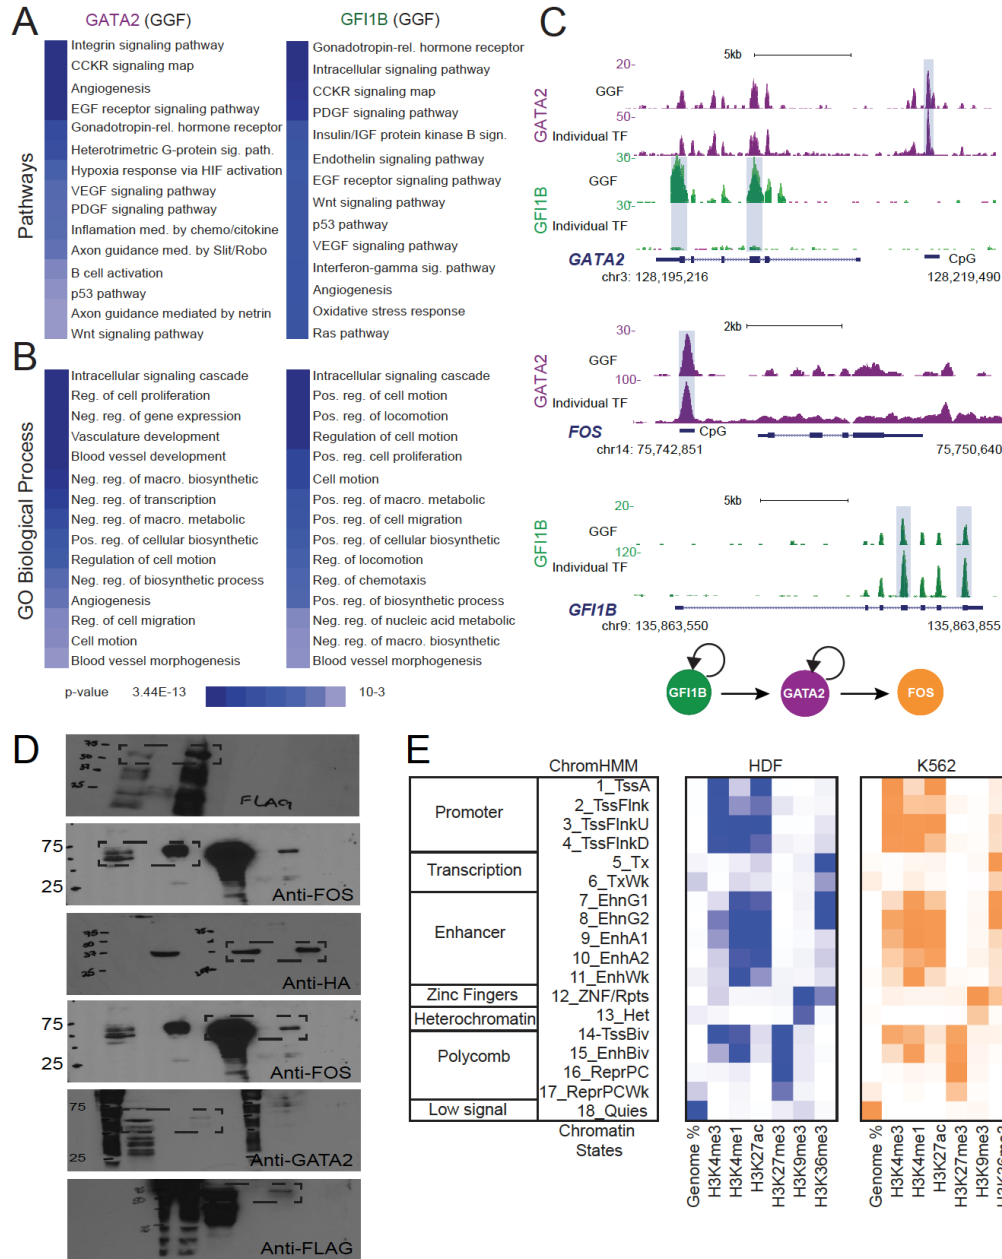 A
GATA2 (GGF)
GFI1B (GGF)
Pathways
Integrin signaling pathway
CCKR signaling map
Angiogenesis
EGF receptor signaling pathway
Gonadotropin-rel. hormone receptor
Heterotrimetric G-protein sig. path.
Hypoxia response via HIF activation
VEGF signaling pathway
PDGF signaling pathway
Inflamation med. by chemo/citokine
Axon guidance med. by Slit/Robo
B cell activation
p53 pathway
Axon guidance mediated by netrin
Wnt signaling pathway
Gonadotropin-rel. hormone receptor
Intracellular signaling pathway
CCKR signaling map
PDGF signaling pathway
Insulin/IGF protein kinase B sign.
Endothelin signaling pathway
EGF receptor signaling pathway
Wnt signaling pathway
p53 pathway
VEGF signaling pathway
Interferon-gamma sig. pathway
Angiogenesis
Oxidative stress response
Ras pathway
B
GO Biological Process
Intracellular signaling cascade
Reg. of cell proliferation
Neg. reg. of gene expression
Vasculature development
Blood vessel development
Neg. reg. of macro. biosynthetic
Neg. reg. of transcription
Neg. reg. of macro. metabolic
Pos. reg. of cellular biosynthetic
Regulation of cell motion
Neg. reg. of biosynthetic process
Angiogenesis
Reg. of cell migration
Cell motion
Blood vessel morphogenesis
Intracellular signaling cascade
Pos. reg. of cell motion
Pos. reg. of locomotion
Regulation of cell motion
Pos. reg. cell proliferation
Cell motion
Pos. reg. of macro. metabolic
Pos. reg. of cell migration
Pos. reg. of cellular biosynthetic
Reg. of locomotion
Reg. of chemotaxis
Pos. reg. of biosynthetic process
Neg. reg. of nucleic acid metabolic
Neg. reg. of macro. biosynthetic
Blood vessel morphogenesis
p-value 3.44E-13 10-3
C
5kb
20-
GATA2
GGF
50-
Individual TF
30-
GFI1B
GGF
30-
Individual TF
GATA2
CpG
chr3: 128,195,216 128,219,490
2kb
30-
GATA2
GGF
100-
Individual TF
CpG
FOS
chr14: 75,742,851 75,750,640
5kb
20-
GFI1B
GGF
120-
Individual TF
GFI1B
chr9: 135,863,550 135,863,855
GFI1B GATA2 FOS
D
75
50
37
25
FLAG
75
25
Anti-FOS
75
50
37
25
75
Anti-HA
75
25
Anti-FOS
75
25
Anti-GATA2
Anti-FLAG
E
ChromHMM HDF K562
Promoter
1_TssA
2_TssFlnk
3_TssFlnkU
4_TssFlnkD
Transcription
5_Tx
6_TxWk
Enhancer
7_EhnG1
8_EhnG2
9_EnhA1
10_EnhA2
11_EnhWk
Zinc Fingers
12_ZNF/Rpts
Heterochromatin
13_Het
Polycomb
14-TssBiv
15_EnhBiv
16_ReprPC
17_ReprPCWk
Low signal
18_Quies
Chromatin
States
Genome %
H3K4me3
H3K4me1
H3K27ac
H3K27me3
H3K9me3
H3K36me3
Genome %
H3K4me3
H3K4me1
H3K27ac
H3K27me3
H3K9me3
H3K36me3